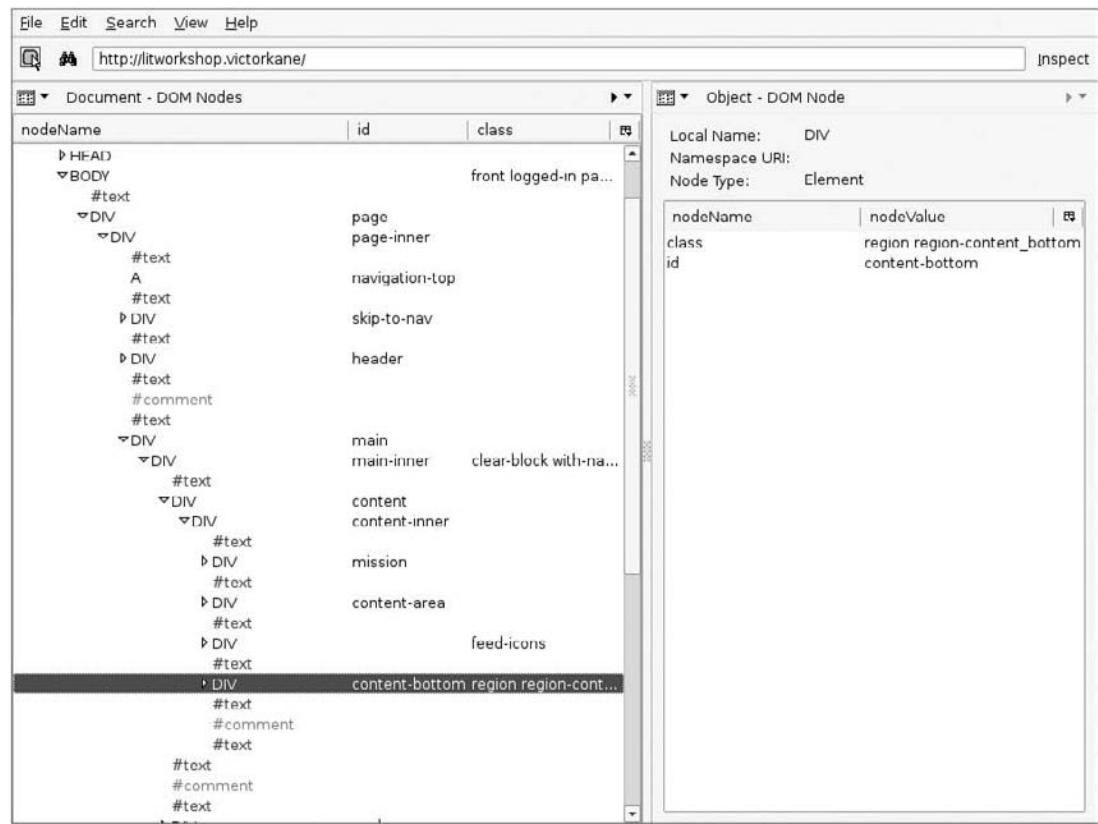 File Edit Search View Help
http://litworkshop.victorkane/ Inspect
Document - DOM Nodes
nodeName id class
HEAD
BODY front logged-in pa...
#text
DIV page
DIV page-inner
#text
A navigation-top
#text
DIV skip-to-nav
#text
DIV header
#text
#comment
#text
DIV main
DIV main-inner clear-block with-na...
#text
DIV content
DIV content-inner
#text
DIV mission
#text
DIV content-area
#text
DIV feed-icons
#text
DIV content-bottom region region-cont...
#text
#comment
#text
#text
#comment
#text
Object - DOM Node
Local Name: DIV
Namespace URI:
Node Type: Element
nodeName nodeValue
class region region-content_bottom
id content-bottom